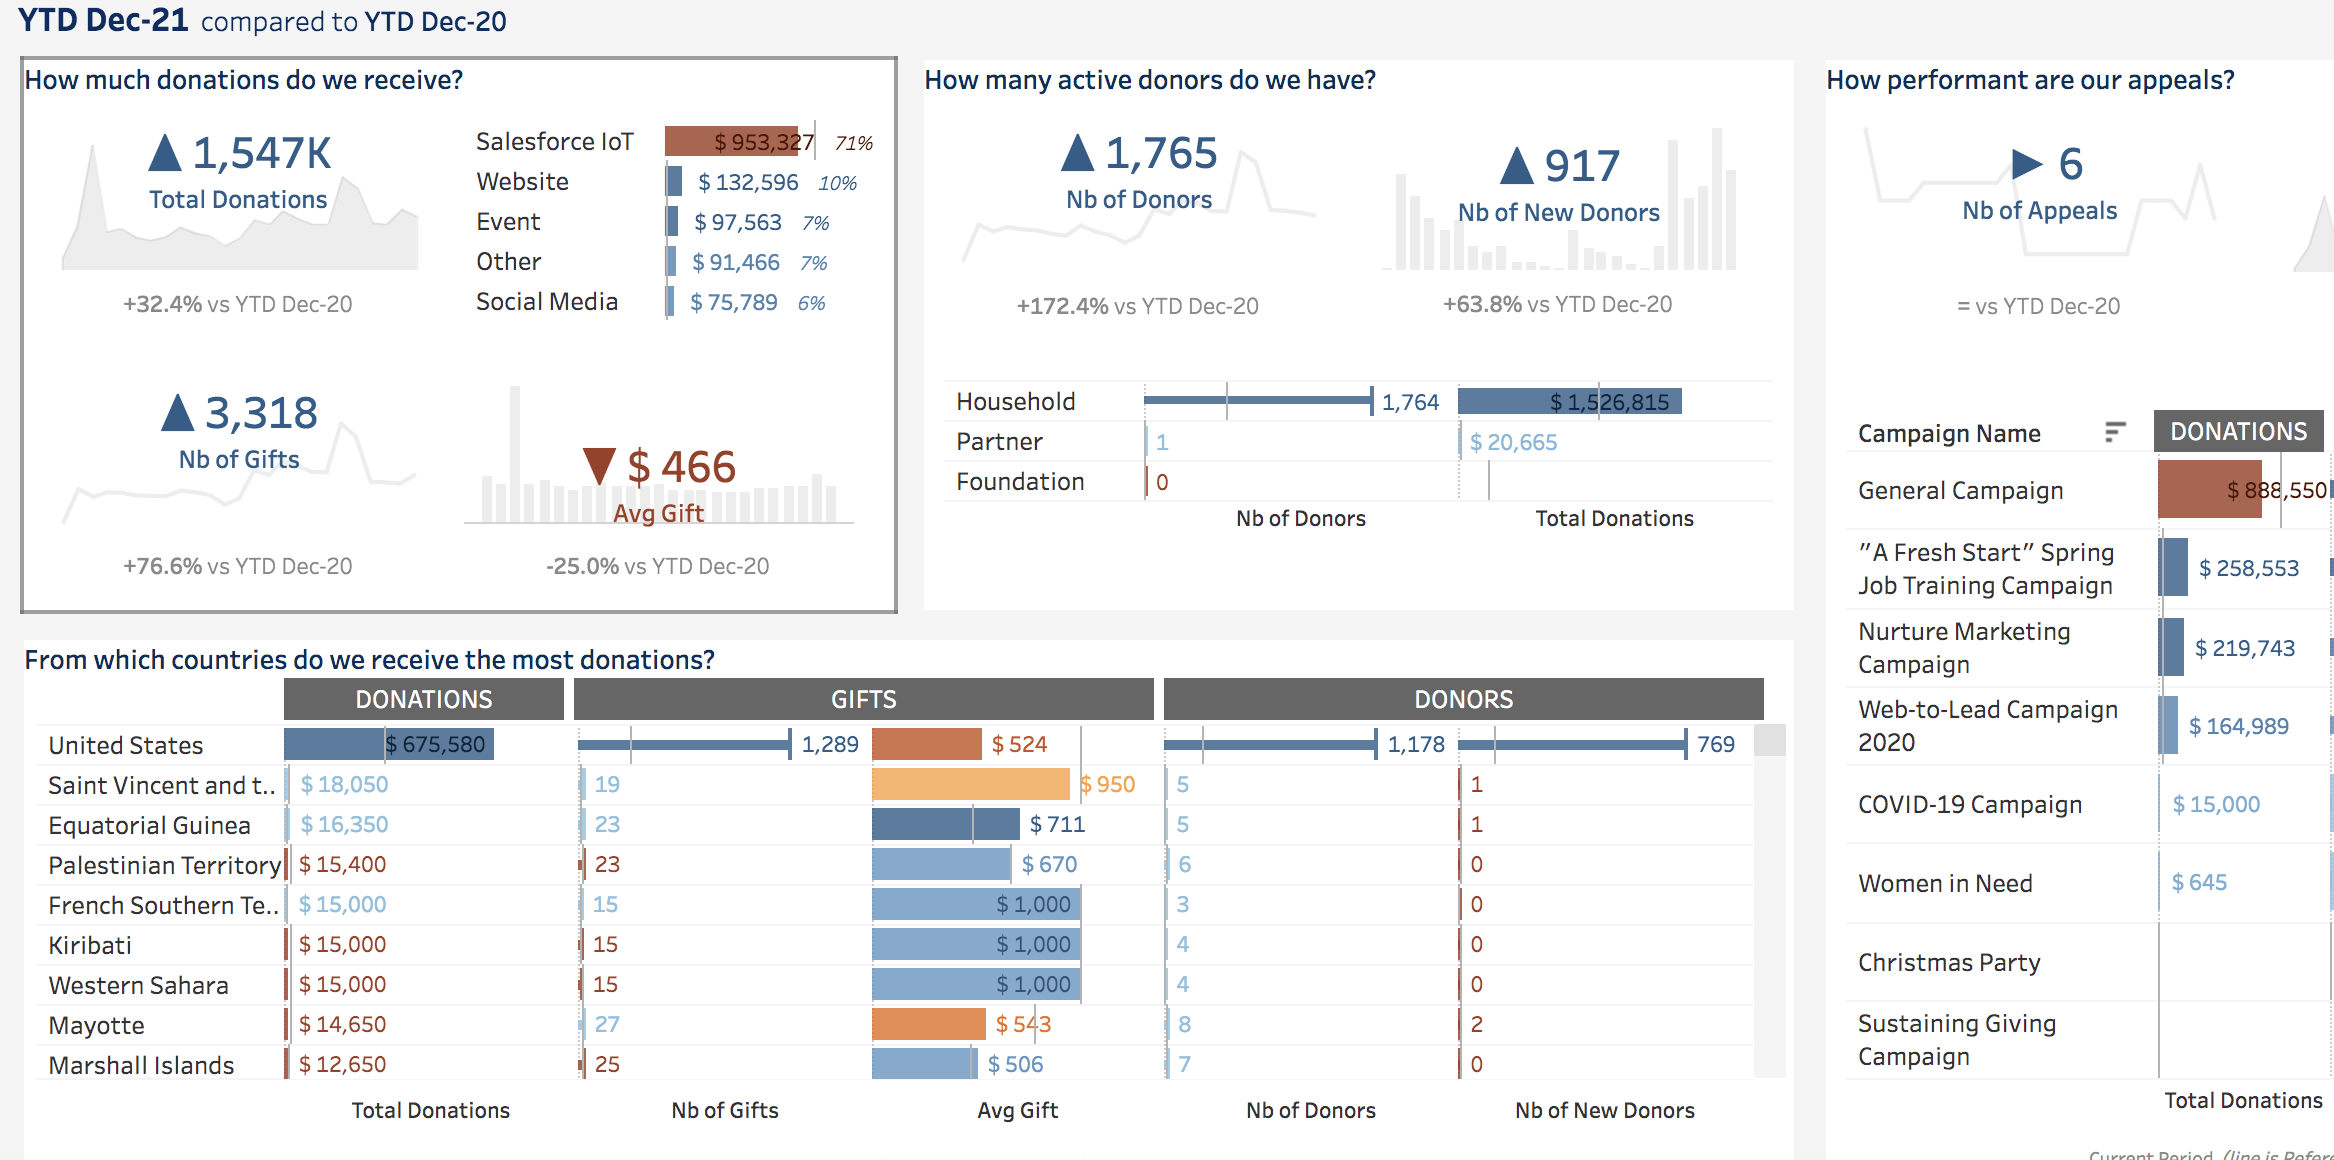 YTD Dec-21 compared to YTD Dec-20
How much donations do we receive?
▲ 1,547K
Total Donations
+32.4% vs YTD Dec-20
Salesforce IoT $ 953,327 71%
Website $ 132,596 10%
Event $ 97,563 7%
Other $ 91,466 7%
Social Media $ 75,789 6%
▲ 3,318
Nb of Gifts
+76.6% vs YTD Dec-20
▼ $ 466
Avg Gift
-25.0% vs YTD Dec-20
How many active donors do we have?
▲ 1,765
Nb of Donors
+172.4% vs YTD Dec-20
▲ 917
Nb of New Donors
+63.8% vs YTD Dec-20
Household 1,764 $ 1,526,815
Partner 1 $ 20,665
Foundation 0
Nb of Donors Total Donations
How performant are our appeals?
▶ 6
Nb of Appeals
= vs YTD Dec-20
Campaign Name DONATIONS
General Campaign $ 888,550
"A Fresh Start" Spring
Job Training Campaign $ 258,553
Nurture Marketing
Campaign $ 219,743
Web-to-Lead Campaign
2020 $ 164,989
COVID-19 Campaign $ 15,000
Women in Need $ 645
Christmas Party
Sustaining Giving
Campaign
Total Donations
Current Period (line is Refere
From which countries do we receive the most donations?
DONATIONS GIFTS DONORS
United States $ 675,580 1,289 $ 524 1,178 769
Saint Vincent and t.. $ 18,050 19 $ 950 5 1
Equatorial Guinea $ 16,350 23 $ 711 5 1
Palestinian Territory $ 15,400 23 $ 670 6 0
French Southern Te.. $ 15,000 15 $ 1,000 3 0
Kiribati $ 15,000 15 $ 1,000 4 0
Western Sahara $ 15,000 15 $ 1,000 4 0
Mayotte $ 14,650 27 $ 543 8 2
Marshall Islands $ 12,650 25 $ 506 7 0
Total Donations Nb of Gifts Avg Gift Nb of Donors Nb of New Donors